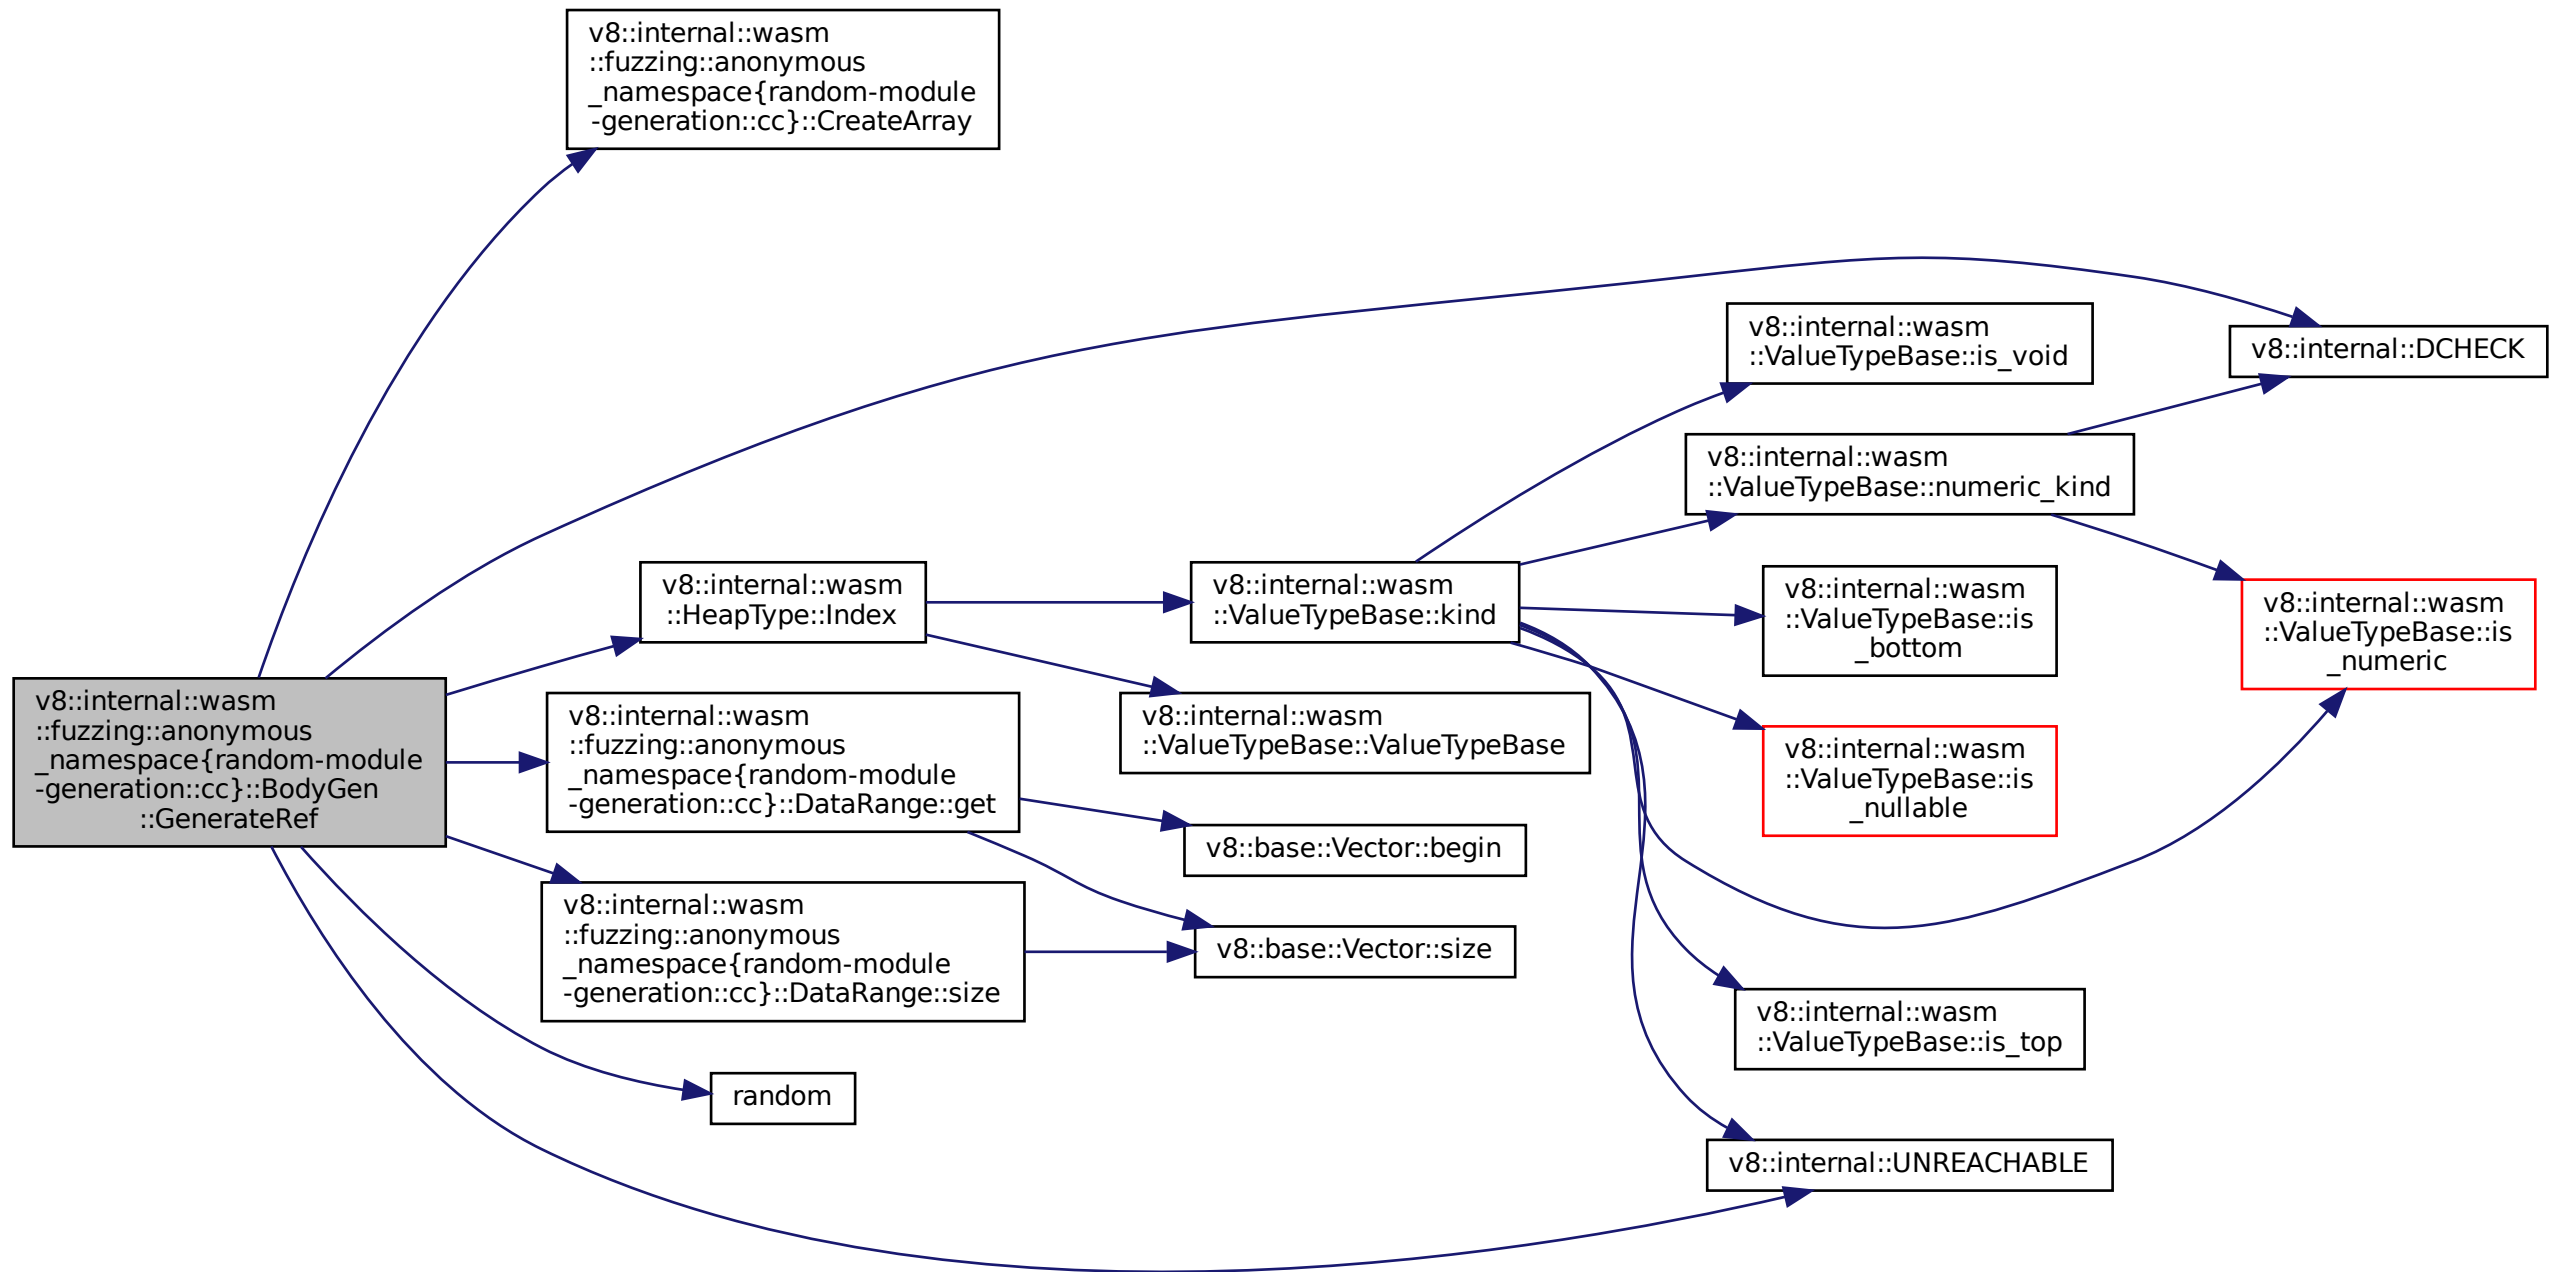 v8::internal::wasm
::fuzzing::anonymous
_namespace{random-module
-generation::cc}::CreateArray
v8::internal::wasm
::ValueTypeBase::is_void
v8::internal::DCHECK
v8::internal::wasm
::ValueTypeBase::numeric_kind
v8::internal::wasm
::HeapType::Index
v8::internal::wasm
::ValueTypeBase::kind
v8::internal::wasm
::ValueTypeBase::is
_bottom
v8::internal::wasm
::ValueTypeBase::is
_numeric
v8::internal::wasm
::fuzzing::anonymous
_namespace{random-module
-generation::cc}::BodyGen
::GenerateRef
v8::internal::wasm
::fuzzing::anonymous
_namespace{random-module
-generation::cc}::DataRange::get
v8::internal::wasm
::ValueTypeBase::ValueTypeBase
v8::internal::wasm
::ValueTypeBase::is
_nullable
v8::base::Vector::begin
v8::internal::wasm
::fuzzing::anonymous
_namespace{random-module
-generation::cc}::DataRange::size
v8::base::Vector::size
v8::internal::wasm
::ValueTypeBase::is_top
random
v8::internal::UNREACHABLE